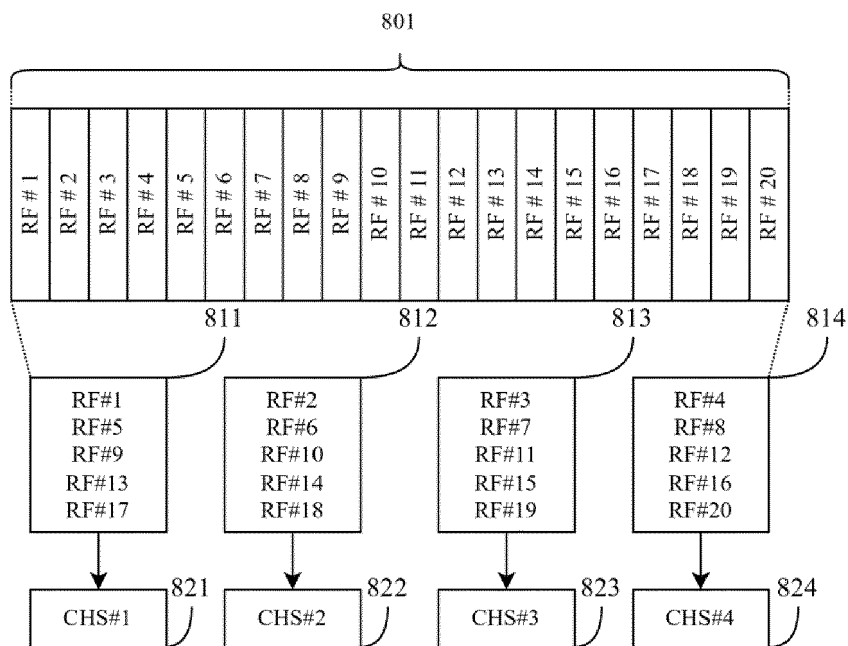 801
RF # 1
RF # 2
RF # 3
RF # 4
RF # 5
RF # 6
RF # 7
RF # 8
RF # 9
RF # 10
RF # 11
RF # 12
RF # 13
RF # 14
RF # 15
RF # 16
RF # 17
RF # 18
RF # 19
RF # 20
811
812
813
814
RF#1
RF#5
RF#9
RF#13
RF#17
RF#2
RF#6
RF#10
RF#14
RF#18
RF#3
RF#7
RF#11
RF#15
RF#19
RF#4
RF#8
RF#12
RF#16
RF#20
821
822
823
824
CHS#1
CHS#2
CHS#3
CHS#4